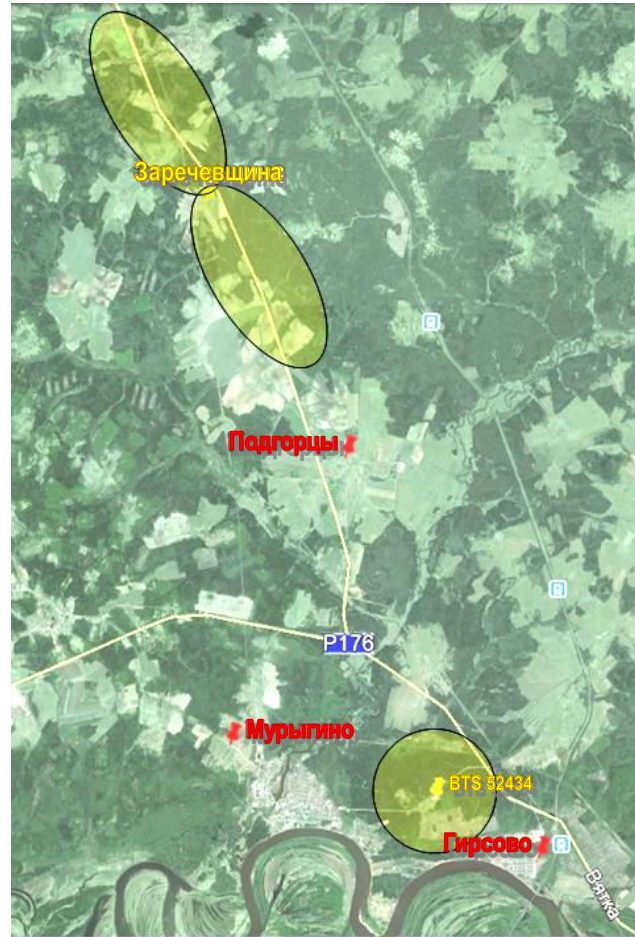 Заречевщина
Подгорцы
Р176
Мурыгино
BTS 52434
Гирсово
Вятка